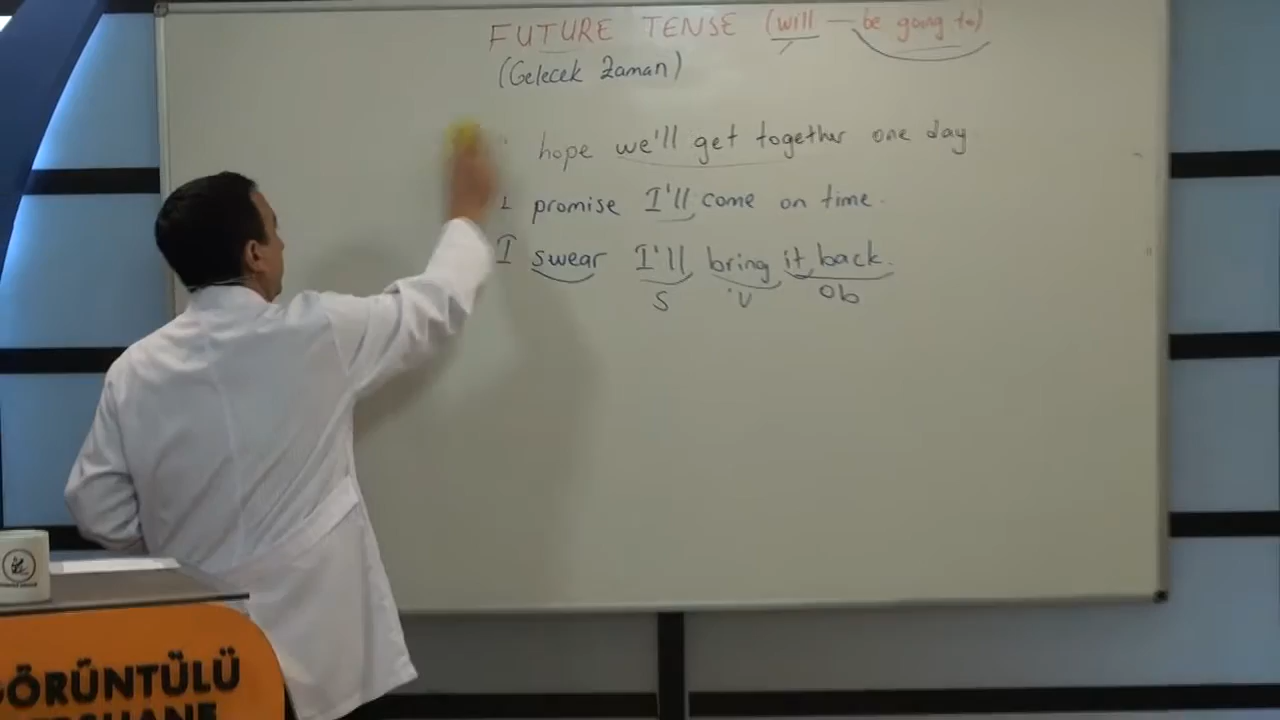 FUTURE TENSE (will — be going to)
(Gelecek Zaman)
hope we'll get together one day
I promise I'll come on time.
I swear I'll bring it back.
S V Ob
GÖRÜNTÜLÜ
DERSHANE